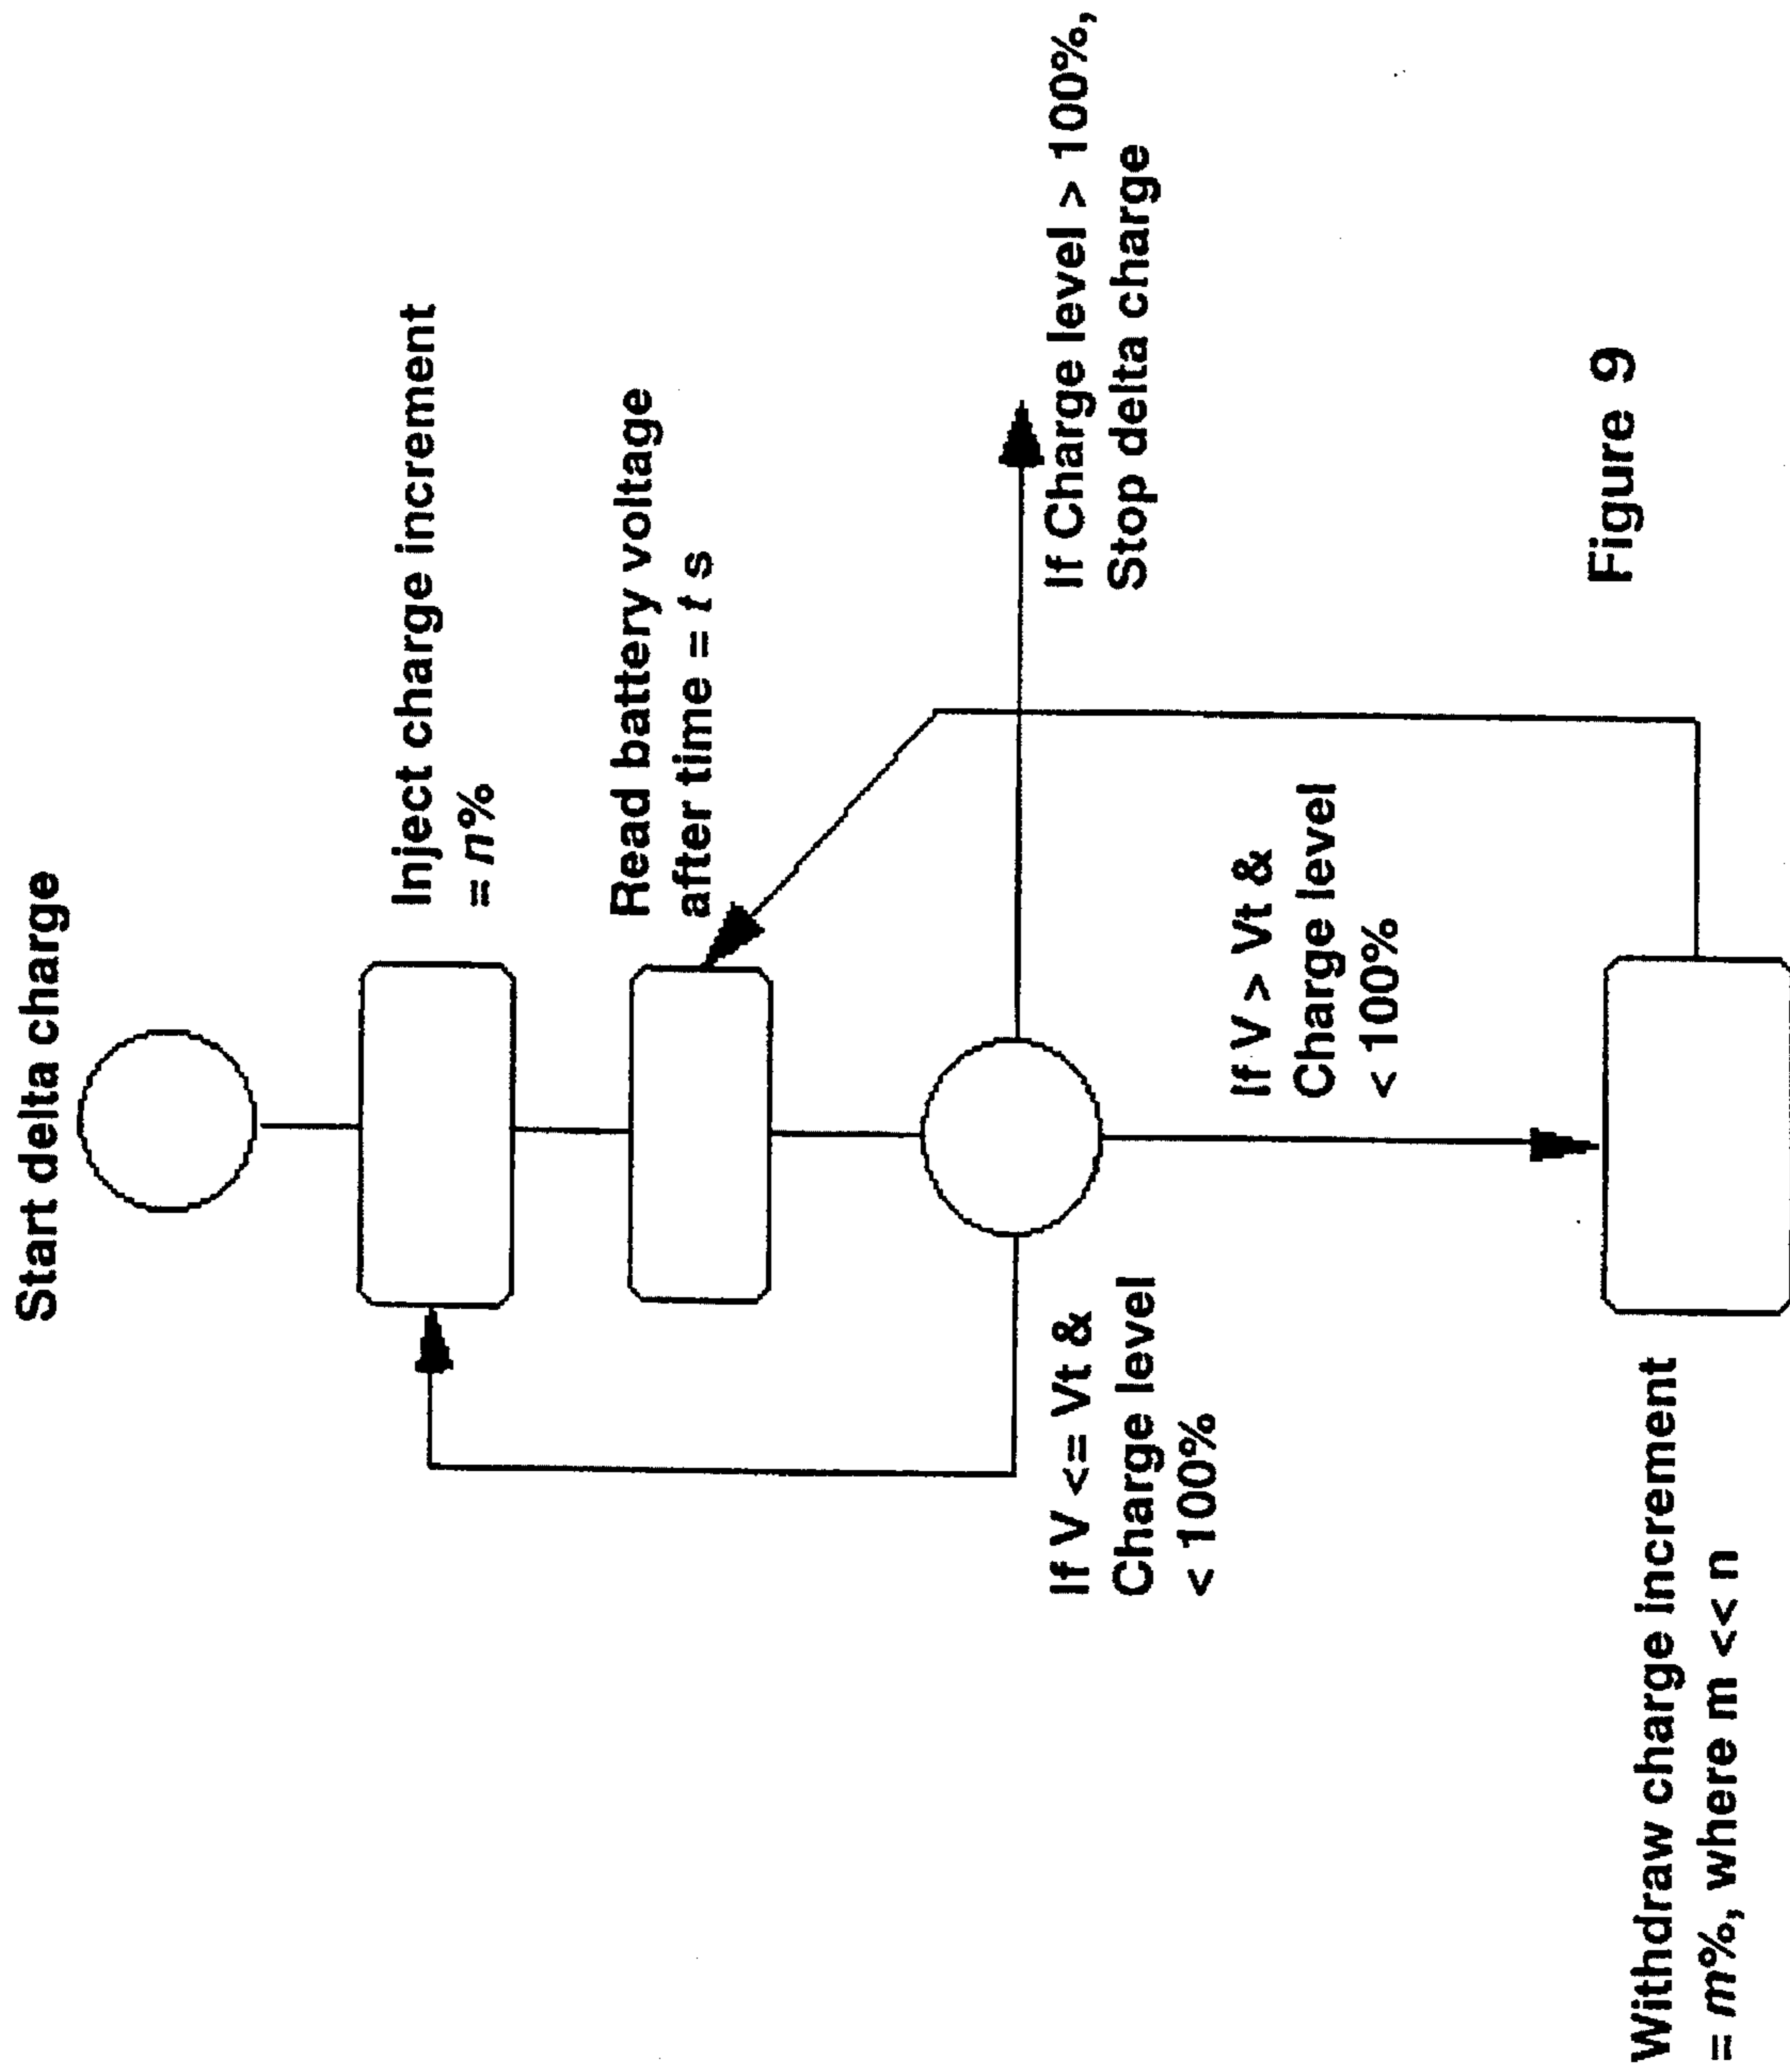 Start delta charge
Inject charge increment
= n%
Read battery voltage
after time = t s
If V <= Vt &
Charge level
< 100%
If Charge level > 100%,
Stop delta charge
If V > Vt &
Charge level
< 100%
Withdraw charge increment
= m%, where m << n
Figure 9